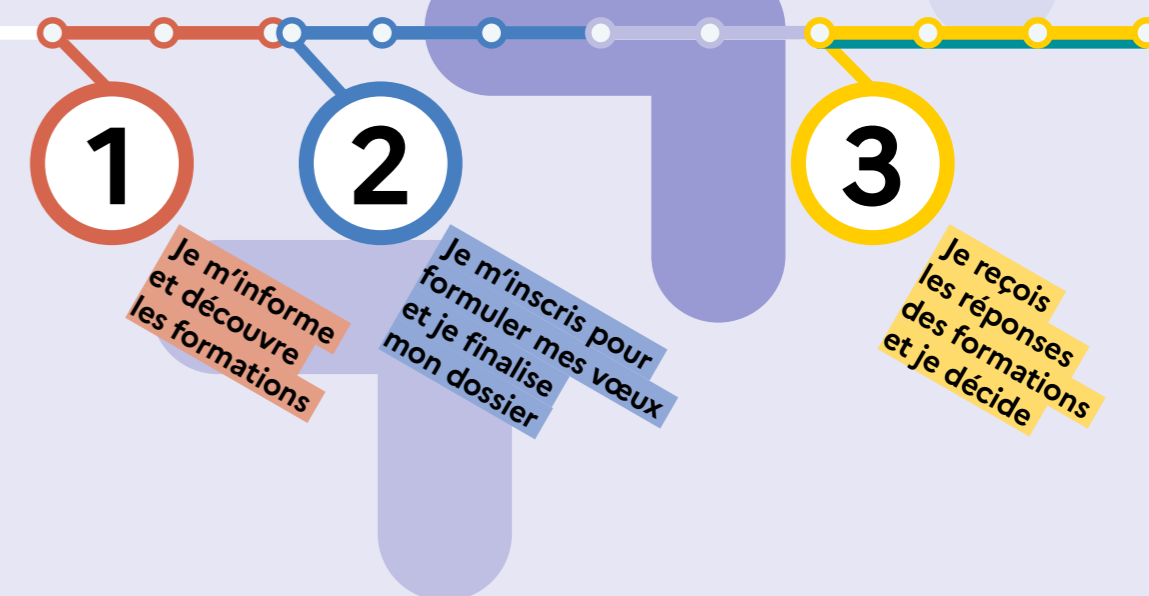 1
Je m'informe
et découvre
les formations
2
Je m'inscris pour
formuler mes vœux
et je finalise
mon dossier
3
Je reçois
les réponses
des formations
et je décide